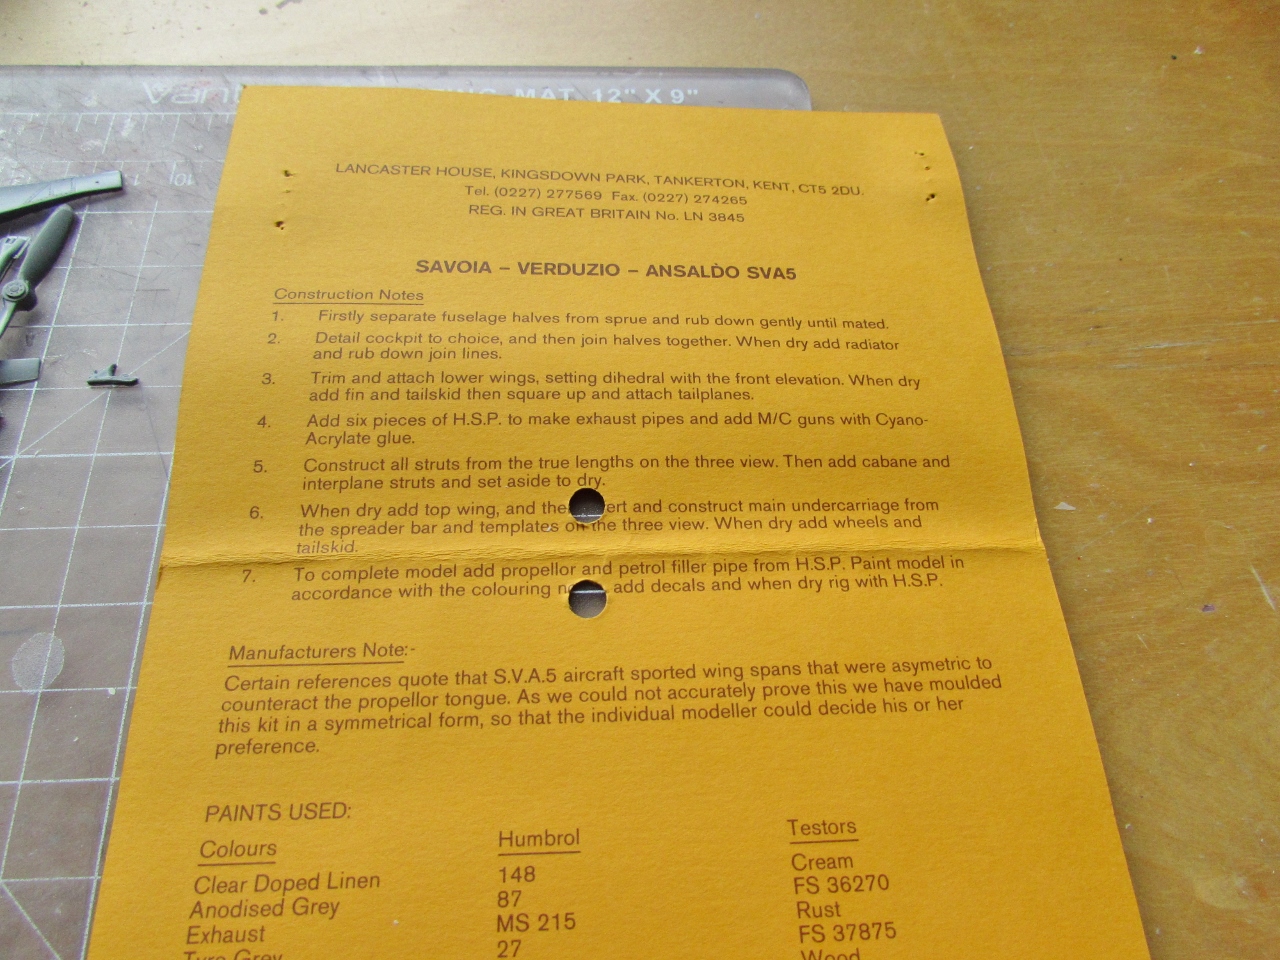 MAT 12" X 9"
10
LANCASTER HOUSE, KINGSDOWN PARK, TANKERTON, KENT, CT5 2DU.
Tel. (0227) 277569 Fax. (0227) 274265
REG. IN GREAT BRITAIN No. LN 3845
SAVOIA – VERDUZIO – ANSALDO SVA5
Construction Notes
1. Firstly separate fuselage halves from sprue and rub down gently until mated.
2. Detail cockpit to choice, and then join halves together. When dry add radiator
and rub down join lines.
3. Trim and attach lower wings, setting dihedral with the front elevation. When dry
add fin and tailskid then square up and attach tailplanes.
4. Add six pieces of H.S.P. to make exhaust pipes and add M/C guns with Cyano-
Acrylate glue.
5. Construct all struts from the true lengths on the three view. Then add cabane and
interplane struts and set aside to dry.
6. When dry add top wing, and and construct main undercarriage from
the spreader bar and templates on the three view. When dry add wheels and
tailskid.
7. To complete model add propellor and petrol filler pipe from H.S.P. Paint model in
accordance with the colouring add decals and when dry rig with H.S.P.
Manufacturers Note:-
Certain references quote that S.V.A.5 aircraft sported wing spans that were asymetric to
counteract the propellor tongue. As we could not accurately prove this we have moulded
this kit in a symmetrical form, so that the individual modeller could decide his or her
preference.
PAINTS USED:
Colours Humbrol Testors
Clear Doped Linen 148 Cream
Anodised Grey 87 FS 36270
Exhaust MS 215 Rust
Tyre Grey 27 FS 37875
Wood